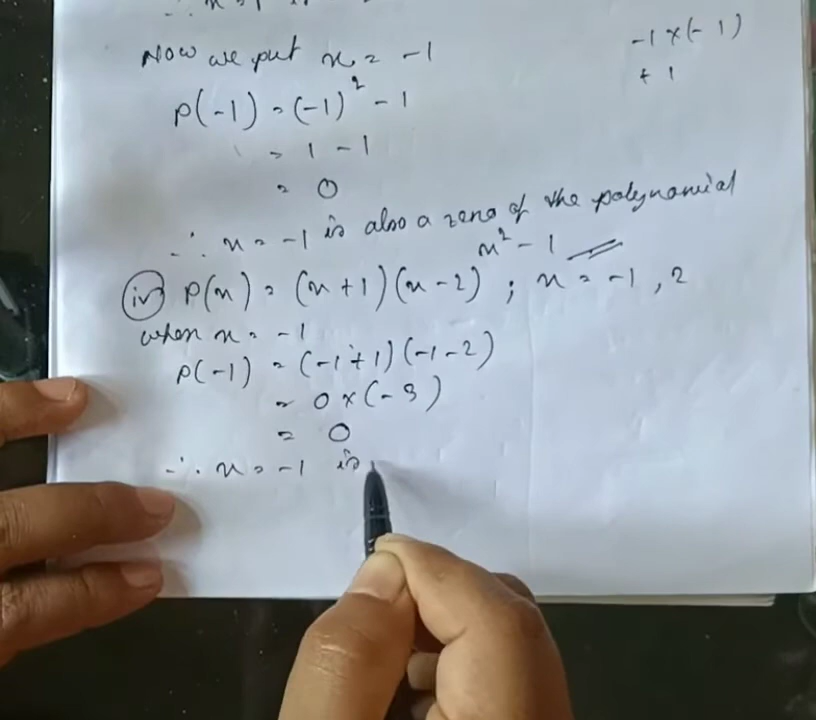 Now we put x = -1
-1 × (-1)
+ 1
P(-1) = (-1)² - 1
= 1 - 1
= 0
∴ x = -1 is also a zero of the polynamial
x² - 1
(iv) P(x) = (x + 1)(x - 2) ; x = -1, 2
when x = -1
P(-1) = (-1 + 1)(-1 - 2)
= 0 × (-3)
= 0
∴ x = -1 is